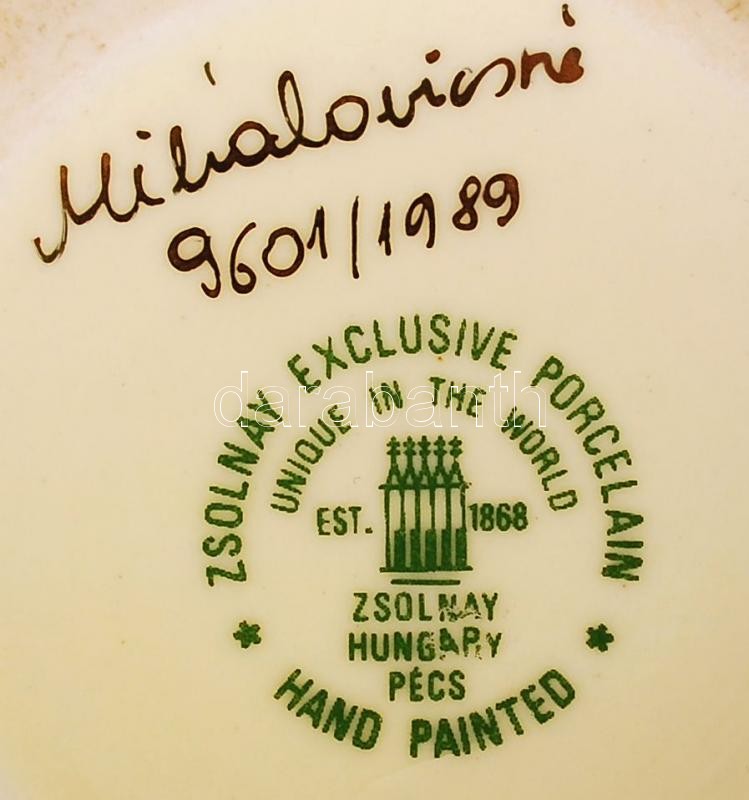 Mihálovicsné
9601/1989
ZSOLNAY EXCLUSIVE PORCELAIN
UNIQUE IN THE WORLD
darabanth
EST. 1868
ZSOLNAY
HUNGARY
PÉCS
* HAND PAINTED *